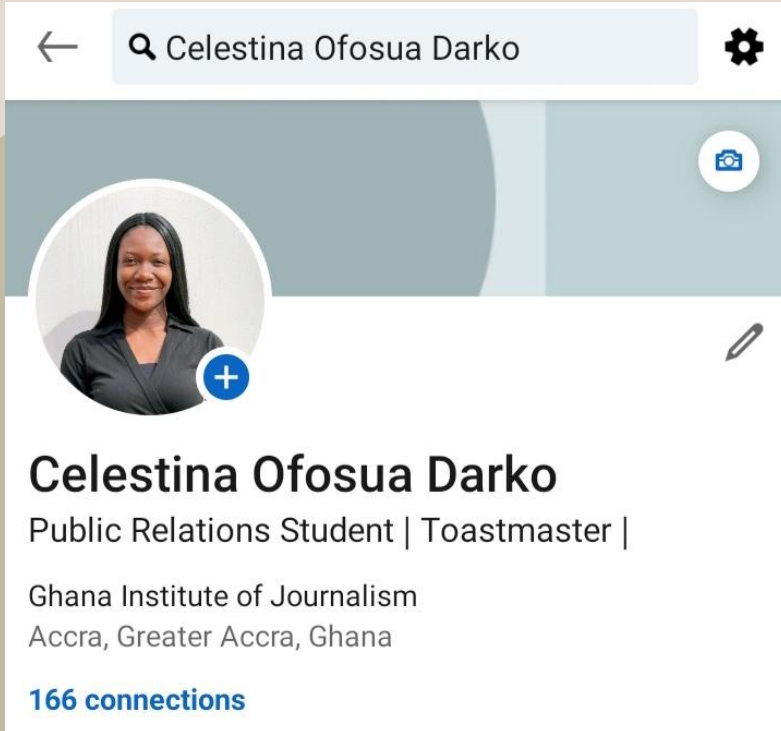 Celestina Ofosua Darko
Celestina Ofosua Darko
Public Relations Student | Toastmaster |
Ghana Institute of Journalism
Accra, Greater Accra, Ghana
166 connections